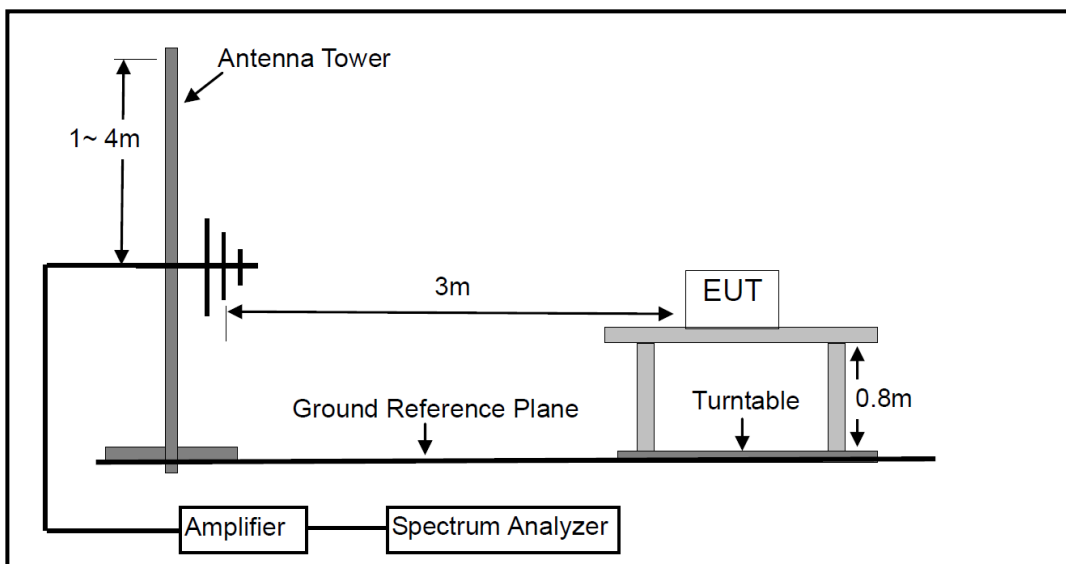 Antenna Tower
1~ 4m
3m
EUT
Ground Reference Plane
Turntable
0.8m
Amplifier
Spectrum Analyzer